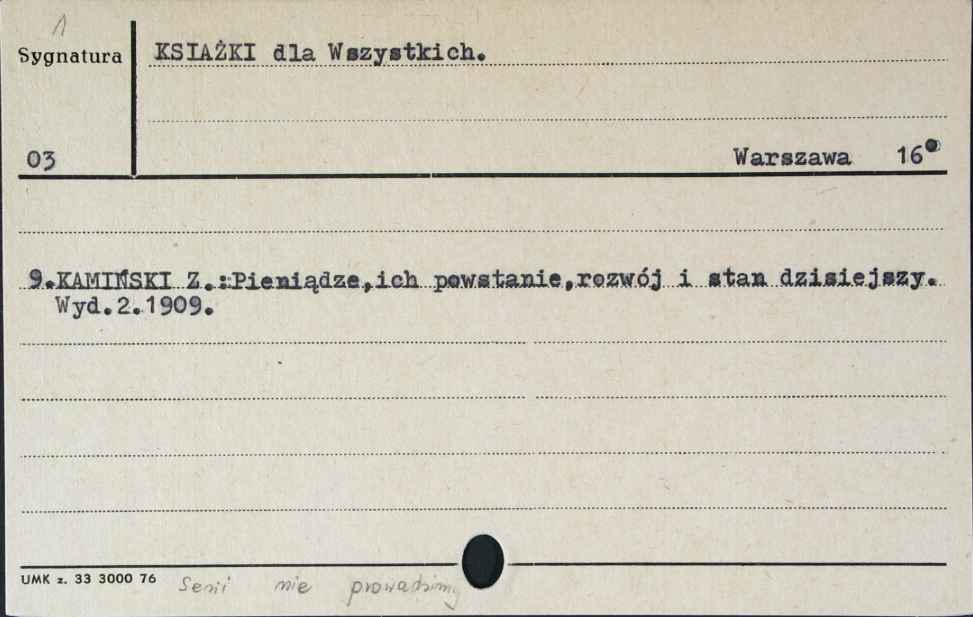 1
Sygnatura
KSIAŻKI dla Wszystkich.
03
Warszawa 16°
9.KAMIŃSKI Z.:Pieniądze,ich powstanie,rozwój i stan dzisiejszy.
Wyd.2.1909.
UMK z. 33 3000 76
Serii nie prowadzimy